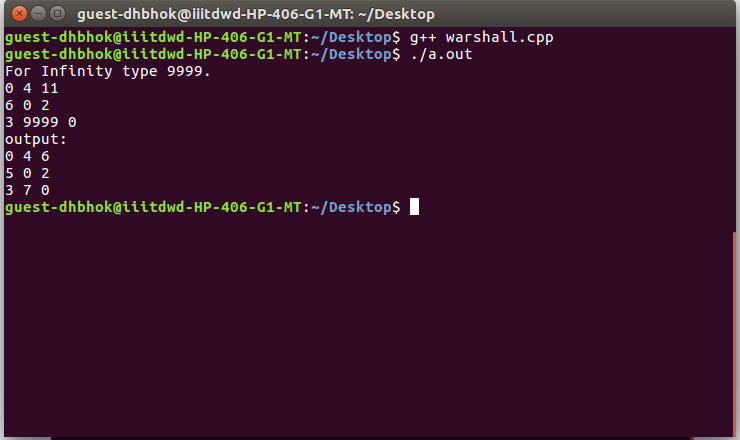 guest-dhbhok@iiitdwd-HP-406-G1-MT: ~/Desktop
guest-dhbhok@iiitdwd-HP-406-G1-MT:~/Desktop$ g++ warshall.cpp
guest-dhbhok@iiitdwd-HP-406-G1-MT:~/Desktop$ ./a.out
For Infinity type 9999.
0 4 11
6 0 2
3 9999 0
output:
0 4 6
5 0 2
3 7 0
guest-dhbhok@iiitdwd-HP-406-G1-MT:~/Desktop$